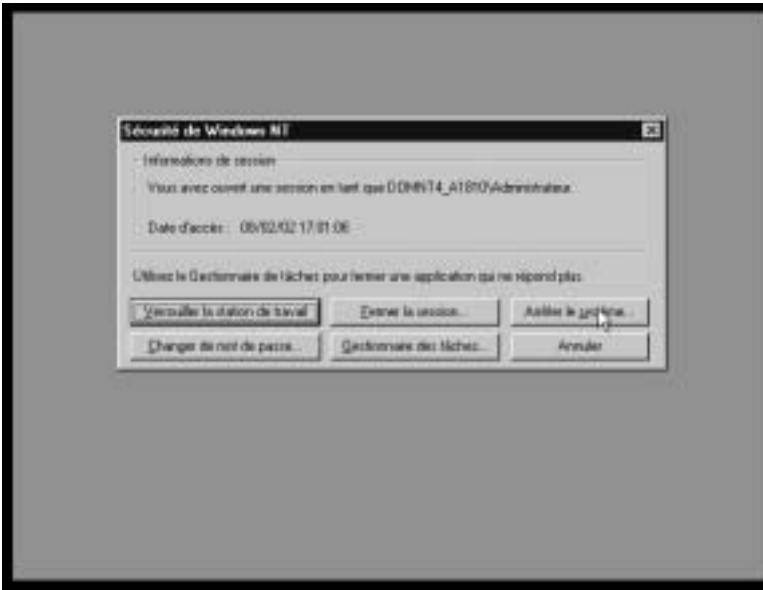 Sécurité de Windows NT
Informations de session
Vous avez ouvert une session en tant que DOMNT4_A1810\Administrateur.
Date d'accès : 08/02/02 17:01:06
Utilisez le Gestionnaire de tâches pour fermer une application qui ne répond plus.
Verrouiller la station de travail
Fermer la session...
Arrêter le système...
Changer de mot de passe...
Gestionnaire des tâches...
Annuler